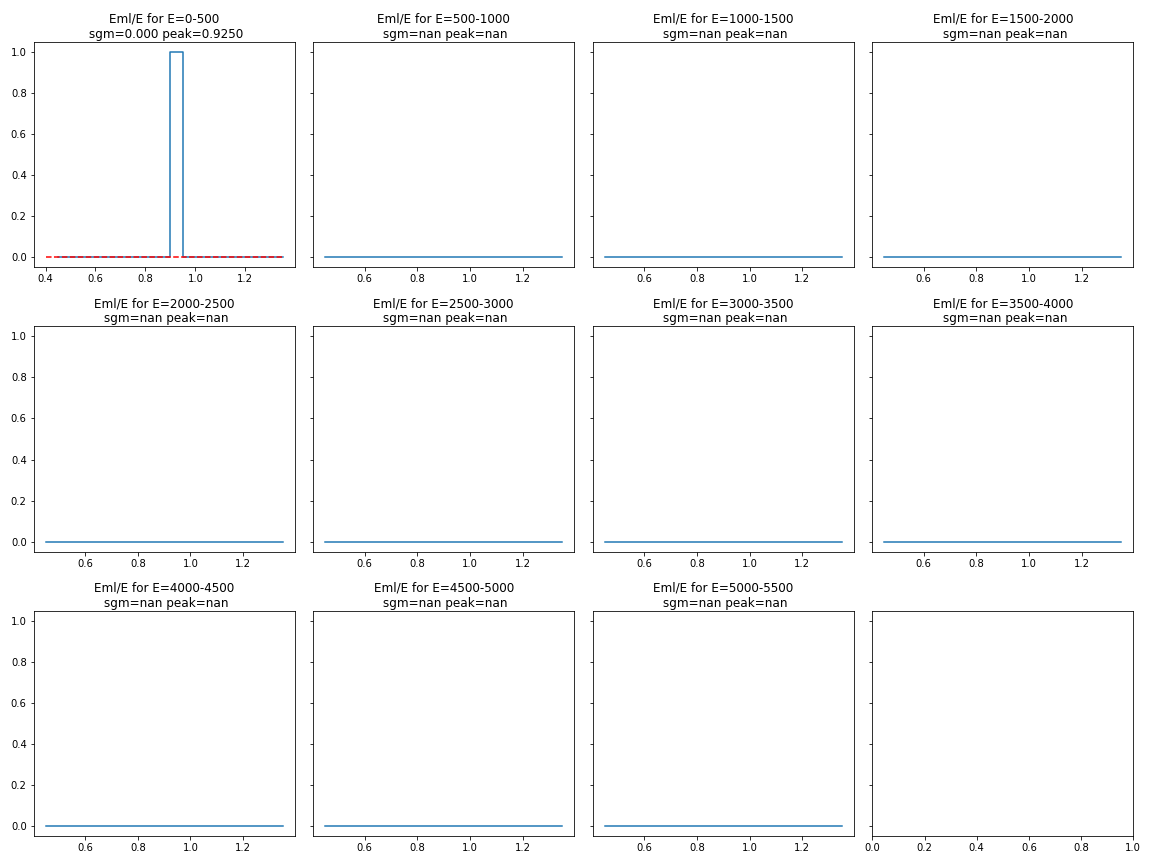 Eml/E for E=0-500
sgm=0.000 peak=0.9250
Eml/E for E=500-1000
sgm=nan peak=nan
Eml/E for E=1000-1500
sgm=nan peak=nan
Eml/E for E=1500-2000
sgm=nan peak=nan
1.0
0.8
0.6
0.4
0.2
0.0
0.4 0.6 0.8 1.0 1.2
0.6 0.8 1.0 1.2
0.6 0.8 1.0 1.2
0.6 0.8 1.0 1.2
Eml/E for E=2000-2500
sgm=nan peak=nan
Eml/E for E=2500-3000
sgm=nan peak=nan
Eml/E for E=3000-3500
sgm=nan peak=nan
Eml/E for E=3500-4000
sgm=nan peak=nan
1.0
0.8
0.6
0.4
0.2
0.0
0.6 0.8 1.0 1.2
0.6 0.8 1.0 1.2
0.6 0.8 1.0 1.2
0.6 0.8 1.0 1.2
Eml/E for E=4000-4500
sgm=nan peak=nan
Eml/E for E=4500-5000
sgm=nan peak=nan
Eml/E for E=5000-5500
sgm=nan peak=nan
1.0
0.8
0.6
0.4
0.2
0.0
0.6 0.8 1.0 1.2
0.6 0.8 1.0 1.2
0.6 0.8 1.0 1.2
0.0 0.2 0.4 0.6 0.8 1.0